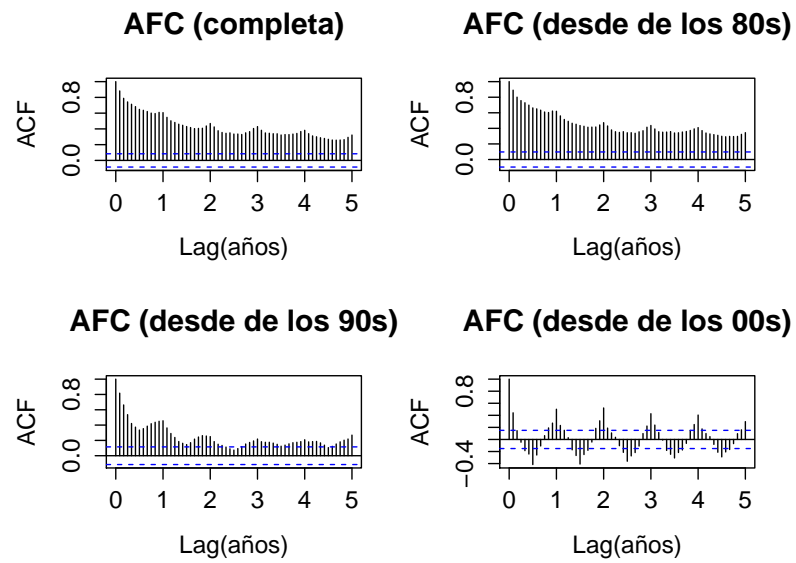 AFC (completa)
ACF
0.0 0.8
0 1 2 3 4 5
Lag(años)
AFC (desde de los 80s)
ACF
0.0 0.8
0 1 2 3 4 5
Lag(años)
AFC (desde de los 90s)
ACF
0.0 0.8
0 1 2 3 4 5
Lag(años)
AFC (desde de los 00s)
ACF
−0.4 0.8
0 1 2 3 4 5
Lag(años)